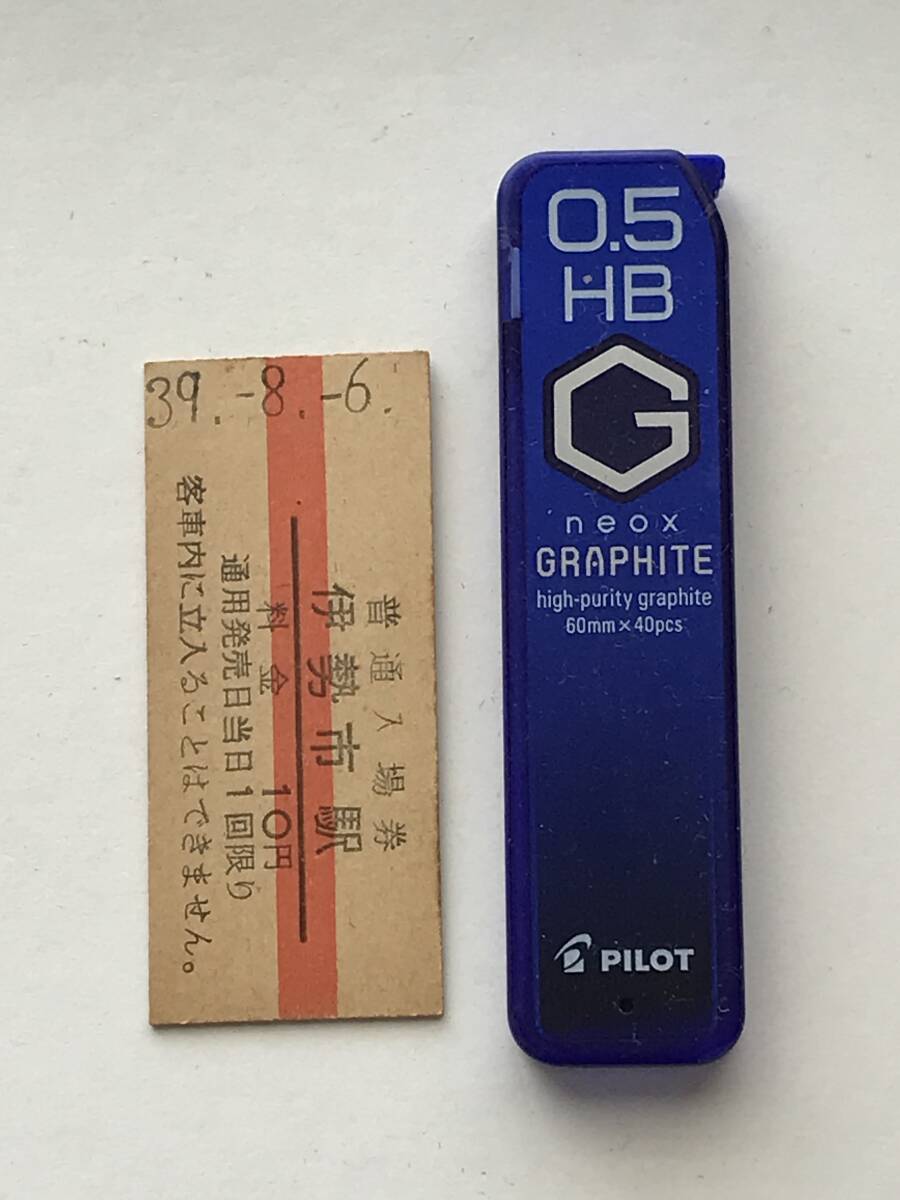 39.-8.-6.
普通入場券
伊勢市駅
料金 10円
通用発売日当日1回限り
客車内に立入ることはできません。
0.5
HB
G
neox
GRAPHITE
high-purity graphite
60mm×40pcs
PILOT